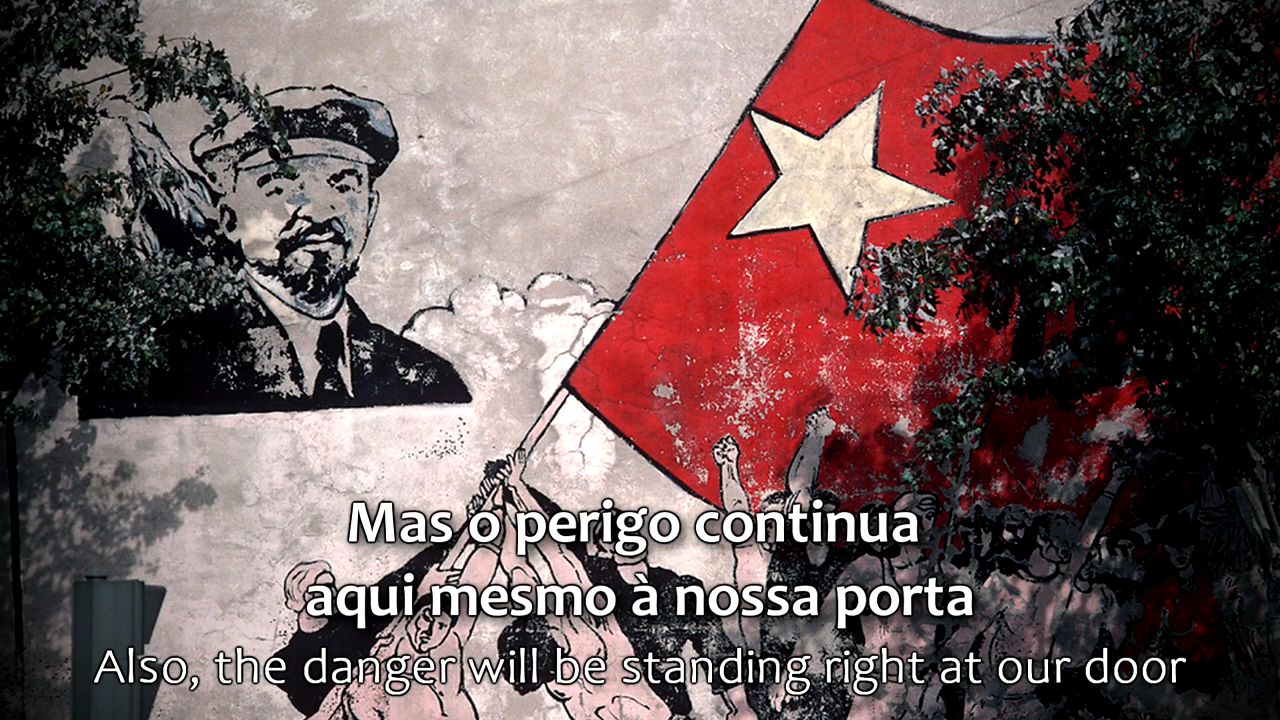 Mas o perigo continua
aqui mesmo à nossa porta
Also, the danger will be standing right at our door